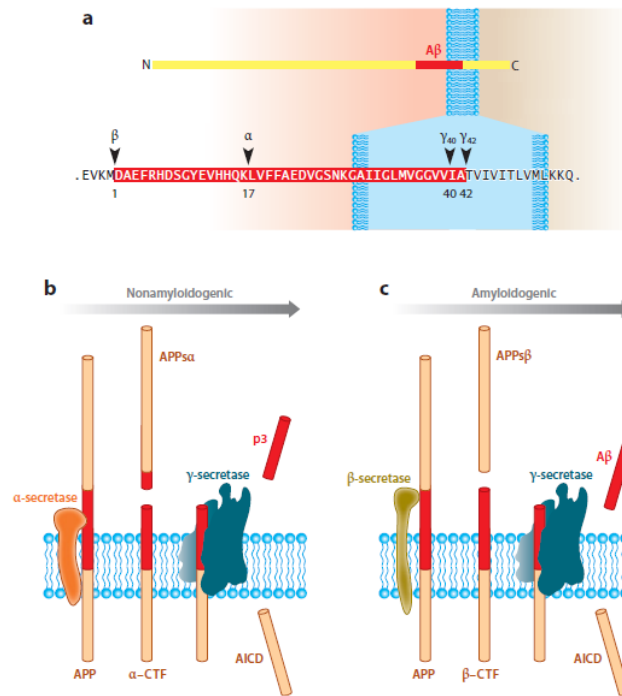 a
Aβ
N
C
β
α
γ40 γ42
.EVKMDAEFRHDSGYEVHHQKLVFFAEDVGSNKGAIIGLMVGGVVIATVIVITLVMLKKQ.
1
17
40 42
b
Nonamyloidogenic
APPsα
p3
γ-secretase
α-secretase
APP
α-CTF
AICD
c
Amyloidogenic
APPsβ
Aβ
β-secretase
γ-secretase
APP
β-CTF
AICD